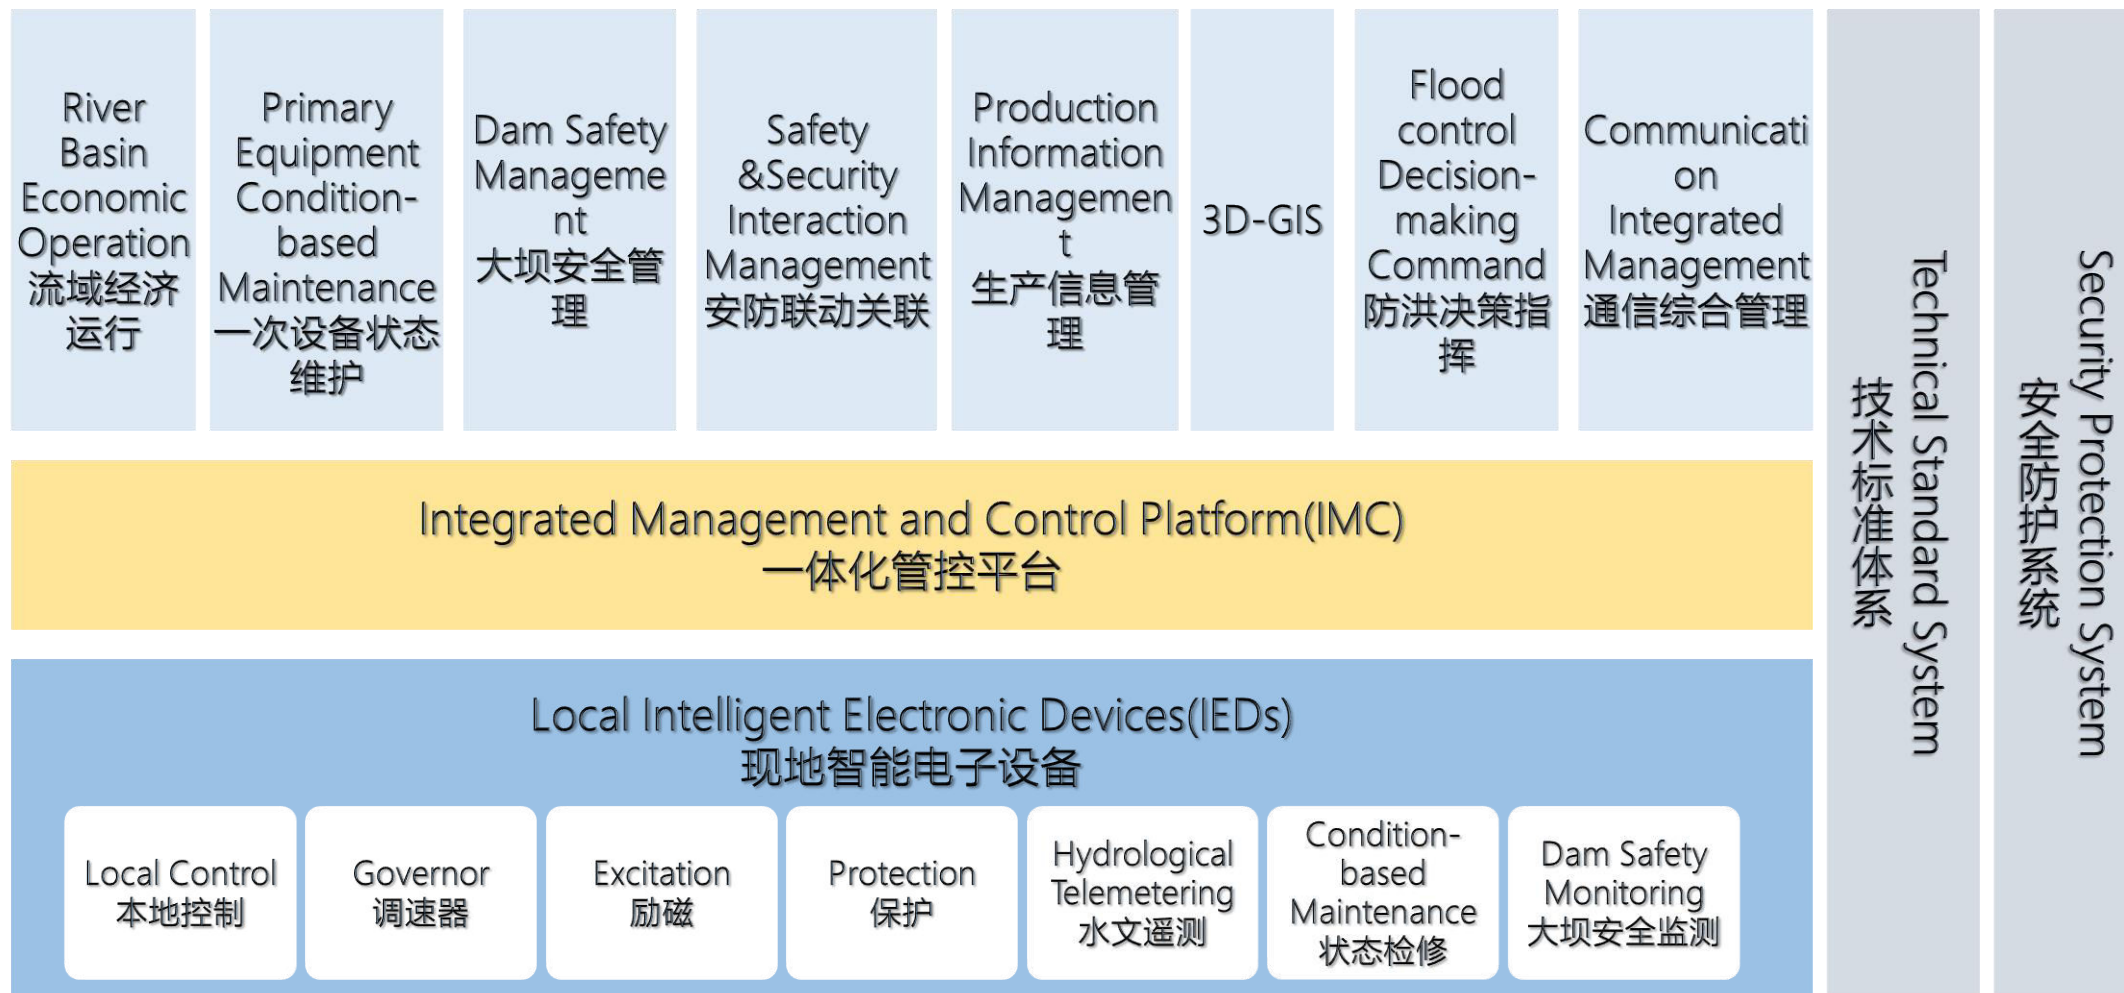 River
Basin
Economic
Operation
流域经济
运行
Primary
Equipment
Condition-
based
Maintenance
一次设备状态
维护
Dam Safety
Manageme
nt
大坝安全管
理
Safety
&Security
Interaction
Management
安防联动关联
Production
Information
Managemen
t
生产信息管
理
3D-GIS
Flood
control
Decision-
making
Command
防洪决策指
挥
Communicati
on
Integrated
Management
通信综合管理
Technical Standard System
技术标准体系
Security Protection System
安全防护系统
Integrated Management and Control Platform(IMC)
一体化管控平台
Local Intelligent Electronic Devices(IEDs)
现地智能电子设备
Local Control
本地控制
Governor
调速器
Excitation
励磁
Protection
保护
Hydrological
Telemetering
水文遥测
Condition-
based
Maintenance
状态检修
Dam Safety
Monitoring
大坝安全监测